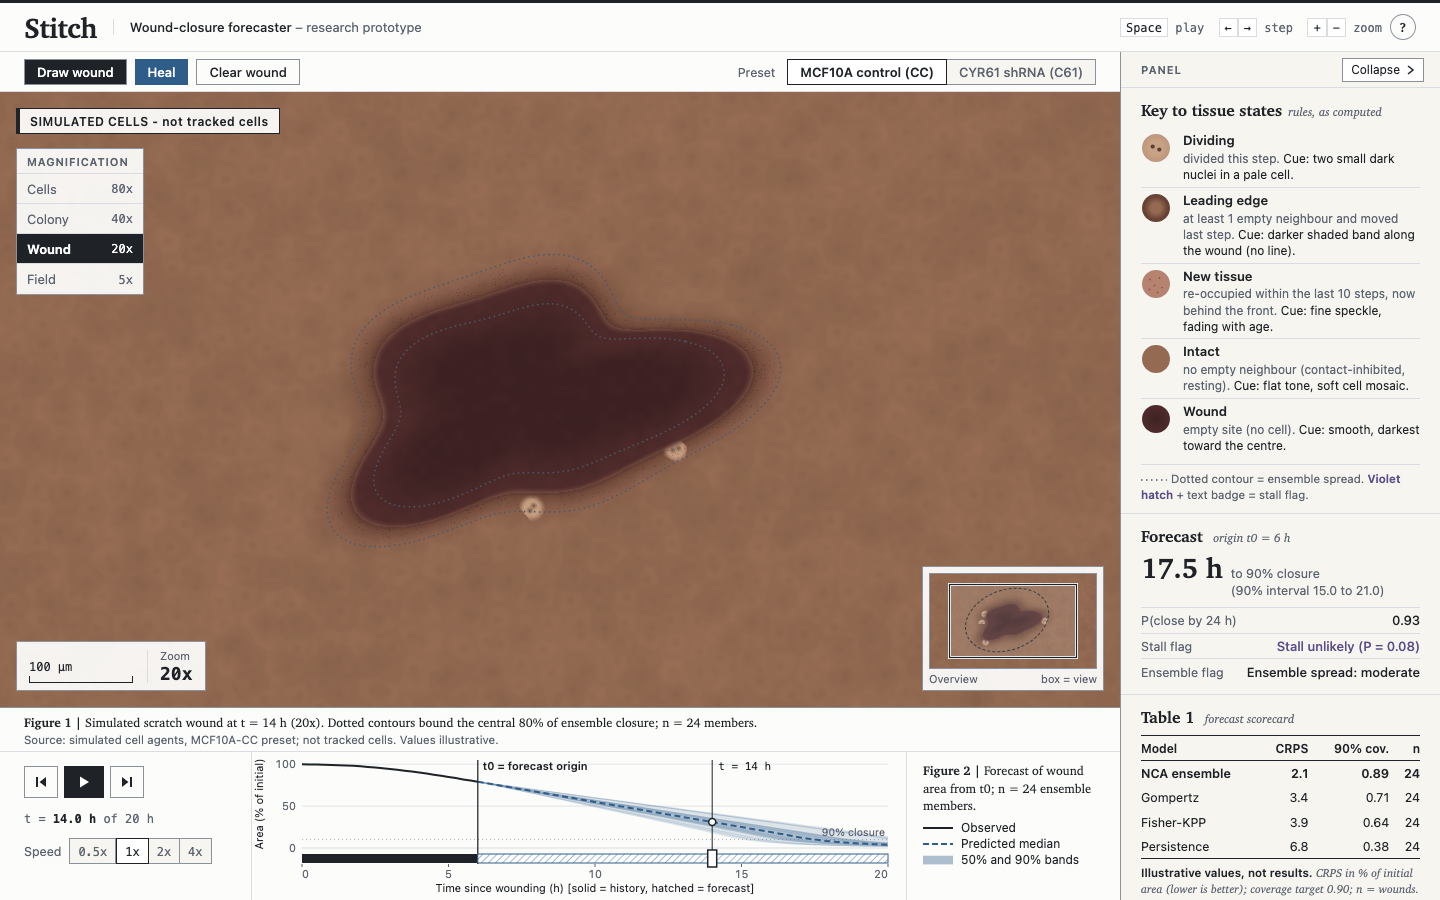 Stitch
Wound-closure forecaster – research prototype
Space play ← → step + − zoom ?
Draw wound Heal Clear wound
Preset MCF10A control (CC) CYR61 shRNA (C61)
SIMULATED CELLS - not tracked cells
MAGNIFICATION
Cells 80x
Colony 40x
Wound 20x
Field 5x
100 µm
Zoom
20x
Overview box = view
Figure 1 | Simulated scratch wound at t = 14 h (20x). Dotted contours bound the central 80% of ensemble closure; n = 24 members.
Source: simulated cell agents, MCF10A-CC preset; not tracked cells. Values illustrative.
t = 14.0 h of 20 h
Speed 0.5x 1x 2x 4x
Area (% of initial)
100
50
0
t0 = forecast origin
t = 14 h
90% closure
0 5 10 15 20
Time since wounding (h) [solid = history, hatched = forecast]
Figure 2 | Forecast of wound
area from t0; n = 24 ensemble
members.
Observed
Predicted median
50% and 90% bands
PANEL
Collapse
Key to tissue states rules, as computed
Dividing
divided this step. Cue: two small dark
nuclei in a pale cell.
Leading edge
at least 1 empty neighbour and moved
last step. Cue: darker shaded band along
the wound (no line).
New tissue
re-occupied within the last 10 steps, now
behind the front. Cue: fine speckle,
fading with age.
Intact
no empty neighbour (contact-inhibited,
resting). Cue: flat tone, soft cell mosaic.
Wound
empty site (no cell). Cue: smooth, darkest
toward the centre.
Dotted contour = ensemble spread. Violet
hatch + text badge = stall flag.
Forecast origin t0 = 6 h
17.5 h to 90% closure
(90% interval 15.0 to 21.0)
P(close by 24 h) 0.93
Stall flag Stall unlikely (P = 0.08)
Ensemble flag Ensemble spread: moderate
Table 1 forecast scorecard
Model CRPS 90% cov. n
NCA ensemble 2.1 0.89 24
Gompertz 3.4 0.71 24
Fisher-KPP 3.9 0.64 24
Persistence 6.8 0.38 24
Illustrative values, not results. CRPS in % of initial
area (lower is better); coverage target 0.90; n = wounds.